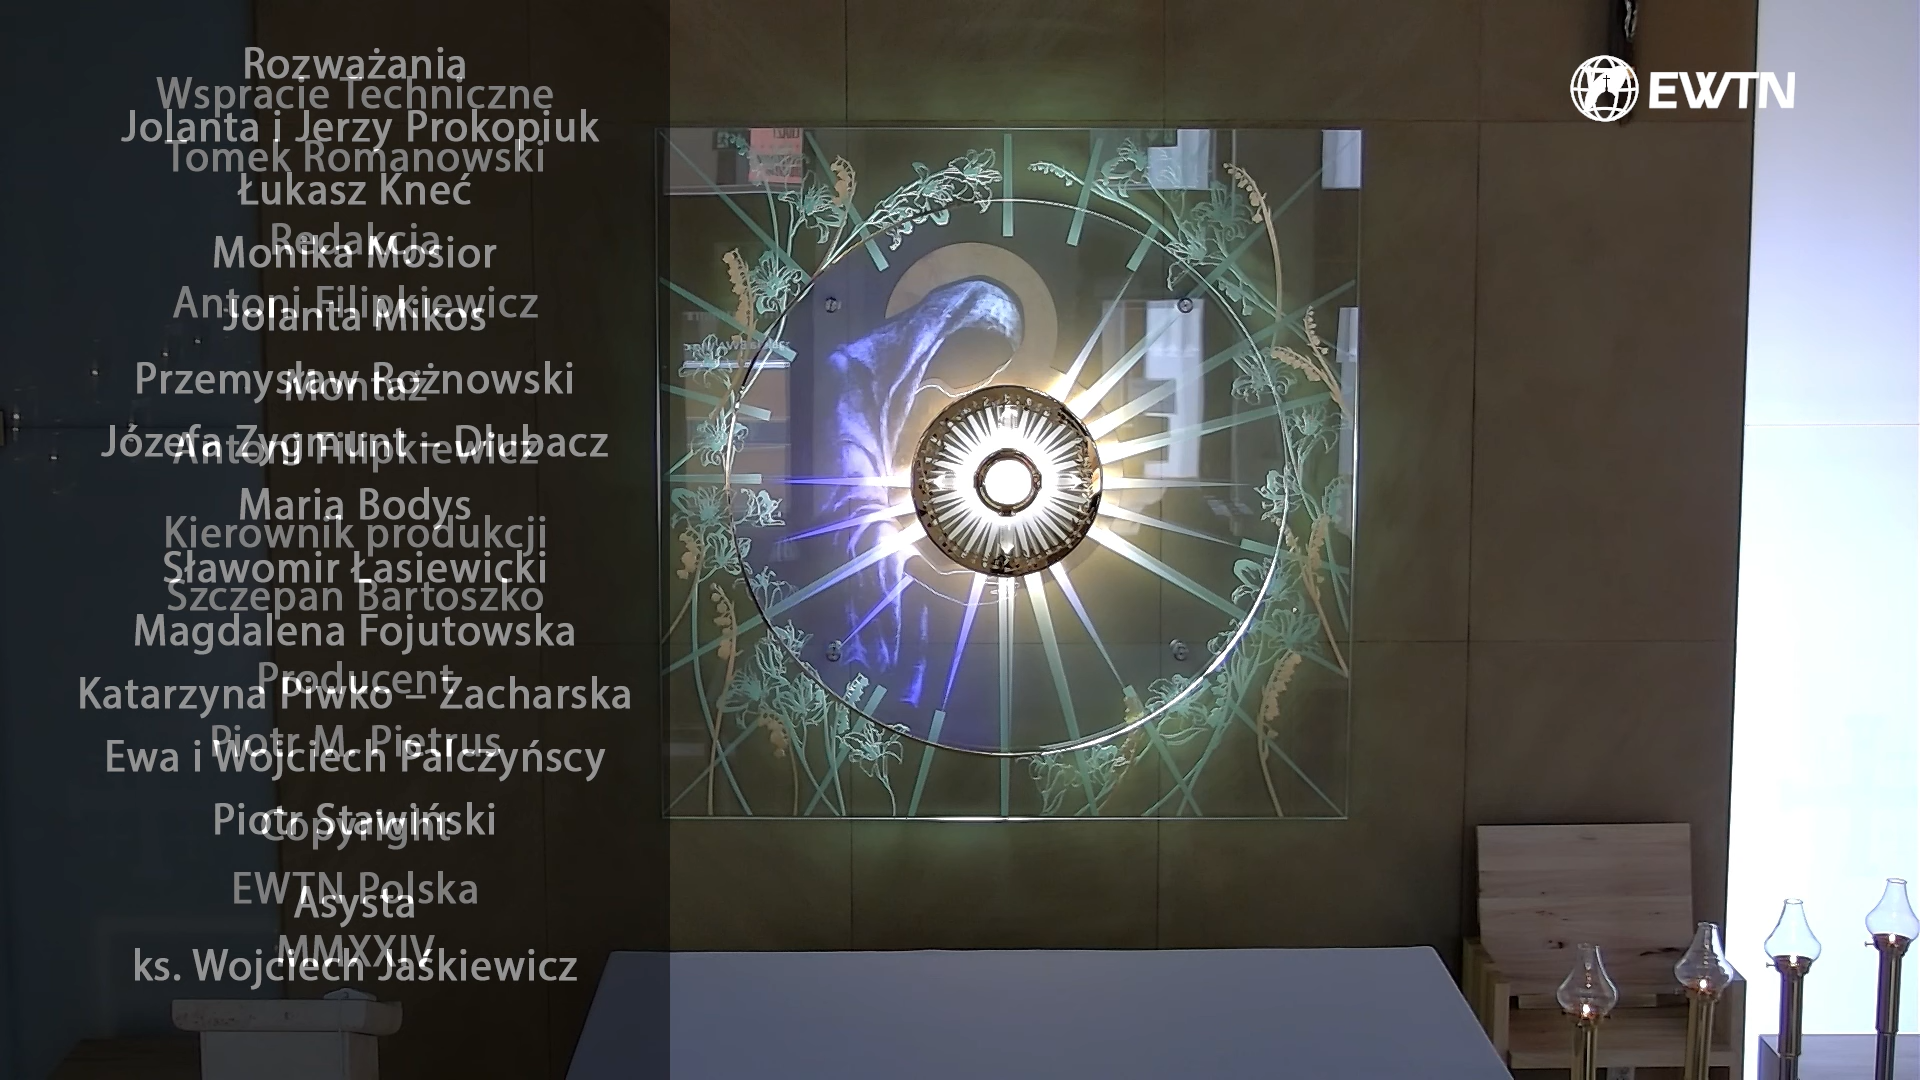 Rozważania
Wspracie Techniczne
Jolanta i Jerzy Prokopiuk
Tomek Romanowski
Łukasz Kneć
Redakcja
Monika Mosior
Antoni Filipkiewicz
Jolanta Mikos
Przemysław Rożnowski
Montaż
Józefa Zygmunt – Dłubacz
Antoni Filipkiewicz
Maria Bodys
Kierownik produkcji
Sławomir Łasiewicki
Szczepan Bartoszko
Magdalena Fojutowska
Producent
Katarzyna Piwko – Zacharska
Piotr M. Pietrus
Ewa i Wojciech Palczyńscy
Piotr Stawiński
Copyright
EWTN Polska
Asysta
MMXXIV
ks. Wojciech Jaśkiewicz
EWTN